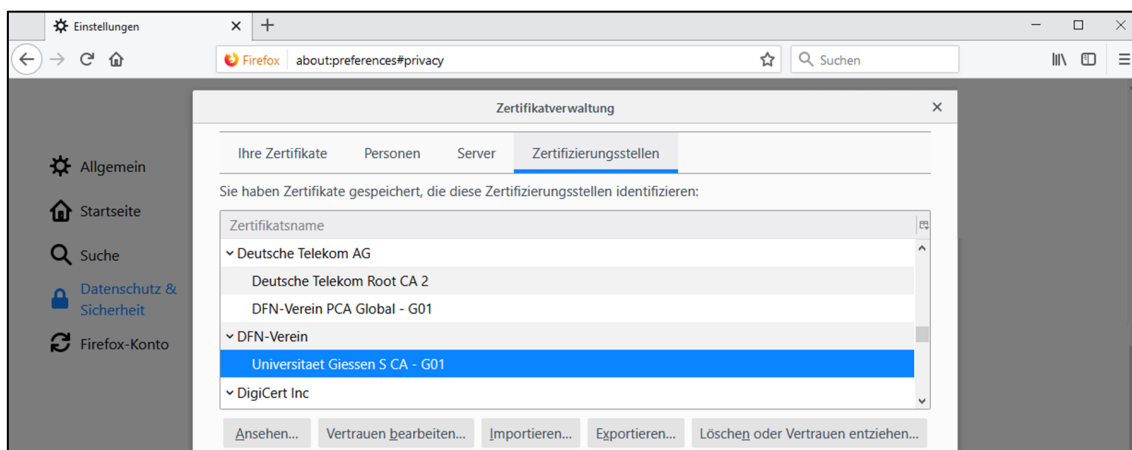 Einstellungen
Firefox about:preferences#privacy Suchen
Zertifikatverwaltung
Ihre Zertifikate Personen Server Zertifizierungsstellen
Allgemein
Sie haben Zertifikate gespeichert, die diese Zertifizierungsstellen identifizieren:
Startseite
Zertifikatsname
Suche
Deutsche Telekom AG
Deutsche Telekom Root CA 2
Datenschutz &
Sicherheit
DFN-Verein PCA Global - G01
Firefox-Konto
DFN-Verein
Universitaet Giessen S CA - G01
DigiCert Inc
Ansehen... Vertrauen bearbeiten... Importieren... Exportieren... Löschen oder Vertrauen entziehen...